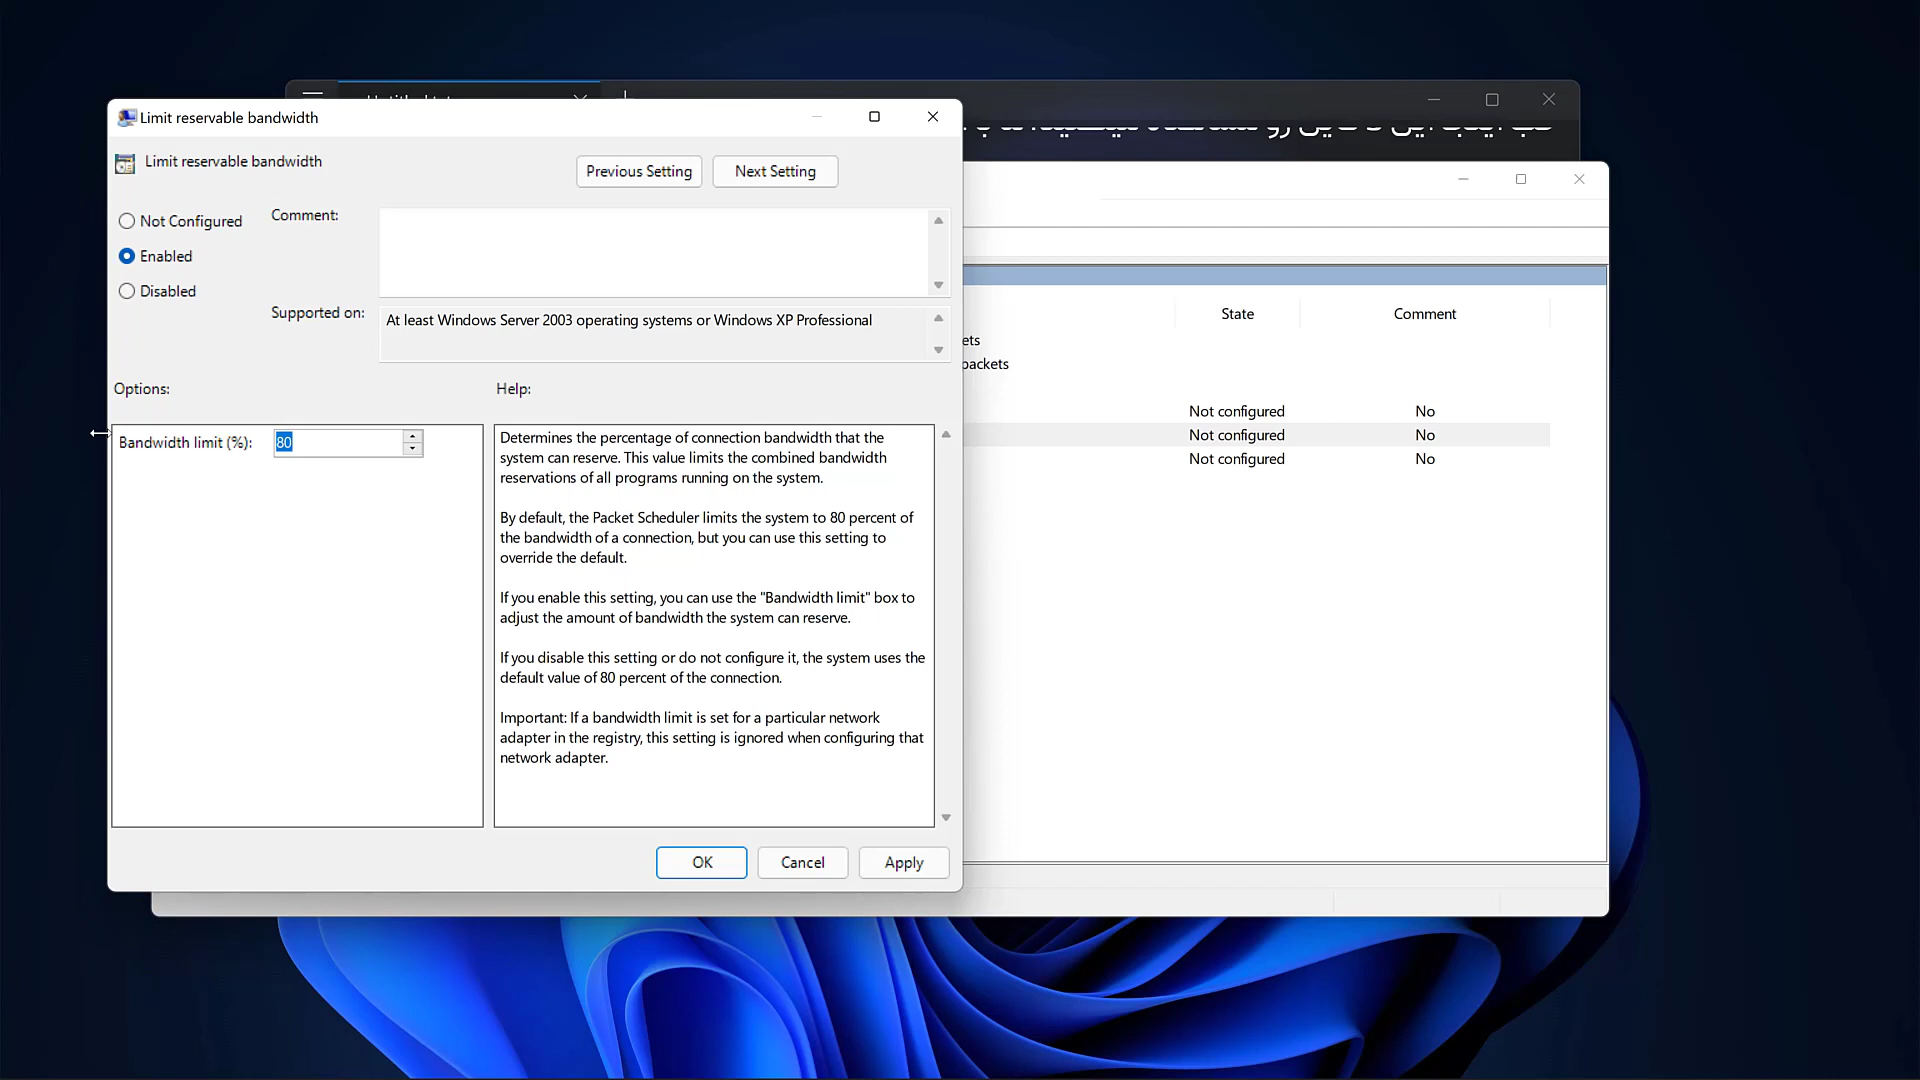 Limit reservable bandwidth
Limit reservable bandwidth
Previous Setting
Next Setting
Not Configured
Enabled
Disabled
Comment:
Supported on:
At least Windows Server 2003 operating systems or Windows XP Professional
Options:
Help:
Bandwidth limit (%):
80
Determines the percentage of connection bandwidth that the
system can reserve. This value limits the combined bandwidth
reservations of all programs running on the system.
By default, the Packet Scheduler limits the system to 80 percent of
the bandwidth of a connection, but you can use this setting to
override the default.
If you enable this setting, you can use the "Bandwidth limit" box to
adjust the amount of bandwidth the system can reserve.
If you disable this setting or do not configure it, the system uses the
default value of 80 percent of the connection.
Important: If a bandwidth limit is set for a particular network
adapter in the registry, this setting is ignored when configuring that
network adapter.
OK
Cancel
Apply
State
Comment
ets
packets
Not configured
No
Not configured
No
Not configured
No